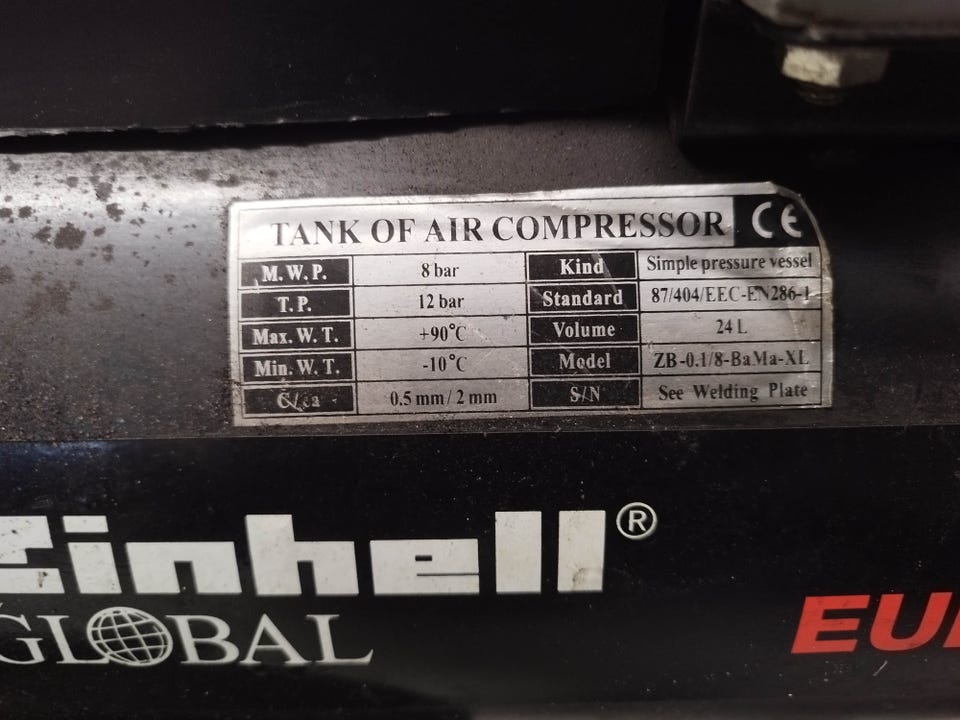 TANK OF AIR COMPRESSOR CE
M. W. P. 8 bar Kind Simple pressure vessel
T. P. 12 bar Standard 87/404/EEC-EN286-1
Max. W. T. +90°C Volume 24 L
Min. W. T. -10°C Model ZB-0.1/8-BaMa-XL
0.5 mm / 2 mm S/N See Welding Plate
Einhell®
GLOBAL